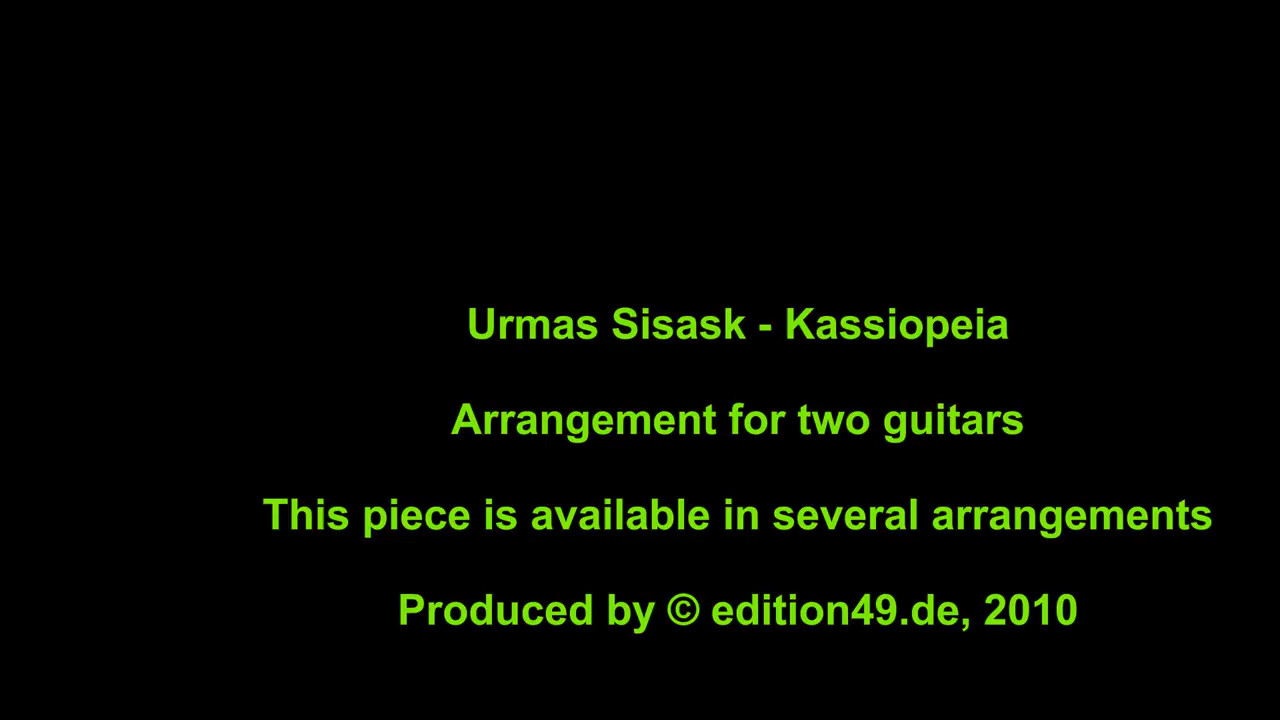 Urmas Sisask - Kassiopeia
Arrangement for two guitars
This piece is available in several arrangements
Produced by © edition49.de, 2010